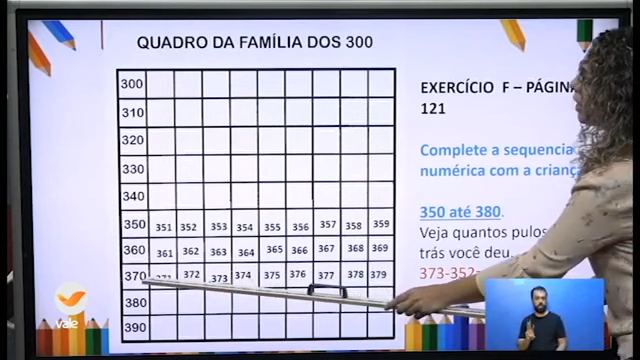 Vale
QUADRO DA FAMÍLIA DOS 300
300
310
320
330
340
350 351 352 353 354 355 356 357 358 359
360 361 362 363 364 365 366 367 368 369
370 371 372 373 374 375 376 377 378 379
380
390
EXERCÍCIO F – PÁGINA
121
Complete a sequencia
numérica com a criança
350 até 380.
Veja quantos pulos
trás você deu.
373-352=
Vale